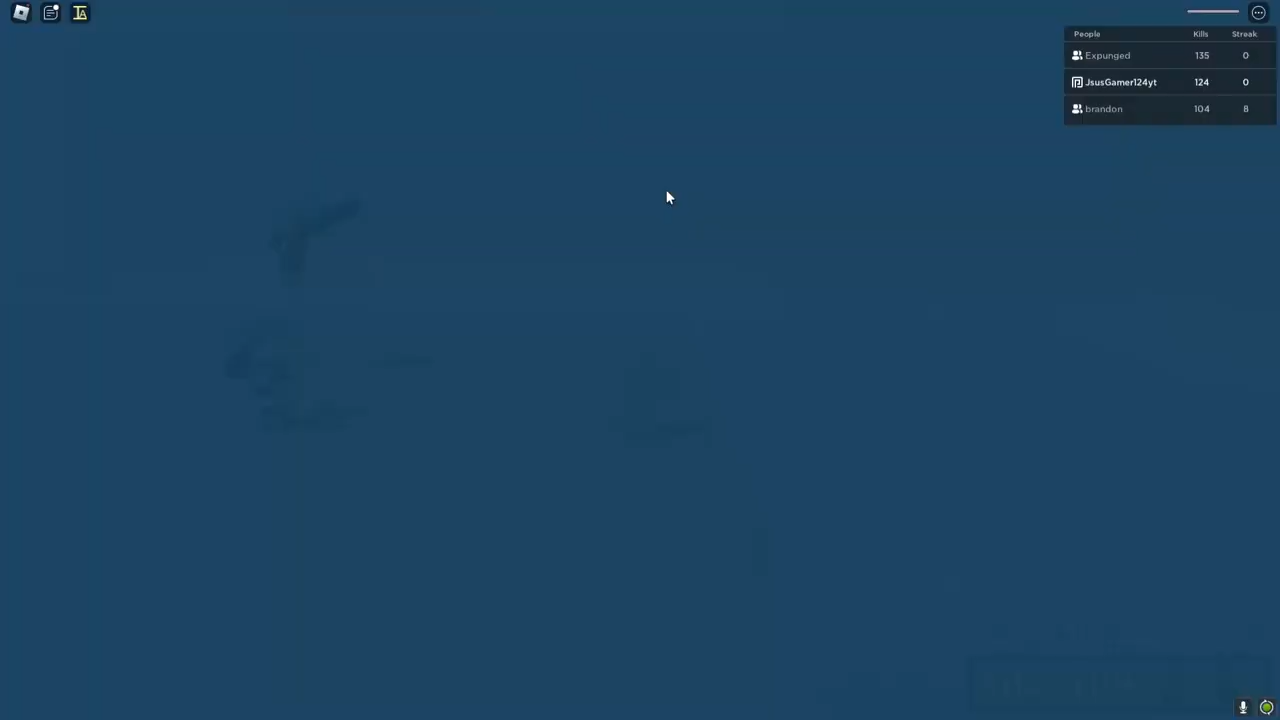 People Kills Streak
Expunged 135 0
JsusGamer124yt 124 0
brandon 104 8